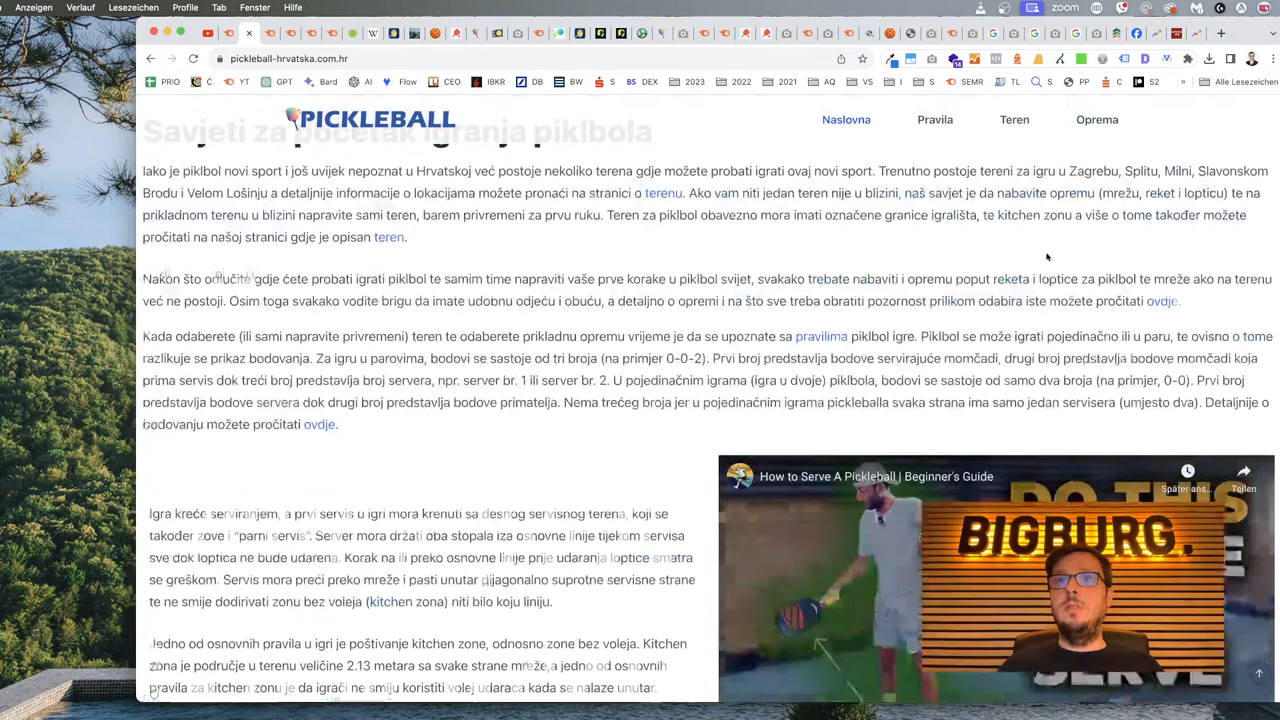 Anzeigen Verlauf Lesezeichen Profile Tab Fenster Hilfe zoom
pickleball-hrvatska.com.hr
PRIO Ć YT GPT Bard AI Flow CEO IBKR DB BW S DEX 2023 2022 2021 AQ VS I S SEMR TL S PP C S2 » Alle Lesezeichen
PICKLEBALL Naslovna Pravila Teren Oprema
Savjeti za početak igranja piklbola
Iako je piklbol novi sport i još uvijek nepoznat u Hrvatskoj već postoje nekoliko terena gdje možete probati igrati ovaj novi sport. Trenutno postoje tereni za igru u Zagrebu, Splitu, Milni, Slavonskom
Brodu i Velom Lošinju a detaljnije informacije o lokacijama možete pronaći na stranici o terenu. Ako vam niti jedan teren nije u blizini, naš savjet je da nabavite opremu (mrežu, reket i lopticu) te na
prikladnom terenu u blizini napravite sami teren, barem privremeni za prvu ruku. Teren za piklbol obavezno mora imati označene granice igrališta, te kitchen zonu a više o tome također možete
pročitati na našoj stranici gdje je opisan teren.
Nakon što odlučite gdje ćete probati igrati piklbol te samim time napraviti vaše prve korake u piklbol svijet, svakako trebate nabaviti i opremu poput reketa i loptice za piklbol te mreže ako na terenu
već ne postoji. Osim toga svakako vodite brigu da imate udobnu odjeću i obuću, a detaljno o opremi i na što sve treba obratiti pozornost prilikom odabira iste možete pročitati ovdje.
Kada odaberete (ili sami napravite privremeni) teren te odaberete prikladnu opremu vrijeme je da se upoznate sa pravilima piklbol igre. Piklbol se može igrati pojedinačno ili u paru, te ovisno o tome
razlikuje se prikaz bodovanja. Za igru u parovima, bodovi se sastoje od tri broja (na primjer 0-0-2). Prvi broj predstavlja bodove servirajuće momčadi, drugi broj predstavlja bodove momčadi koja
prima servis dok treći broj predstavlja broj servera, npr. server br. 1 ili server br. 2. U pojedinačnim igrama (igra u dvoje) piklbola, bodovi se sastoje od samo dva broja (na primjer, 0-0). Prvi broj
predstavlja bodove servera dok drugi broj predstavlja bodove primatelja. Nema trećeg broja jer u pojedinačnim igrama pickleballa svaka strana ima samo jedan servisera (umjesto dva). Detaljnije o
bodovanju možete pročitati ovdje.
How to Serve A Pickleball | Beginner's Guide
Später ans... Teilen
DO THIS
BIGBURG.
SERVE
Igra kreće serviranjem, a prvi servis u igri mora krenuti sa desnog servisnog terena, koji se
također zove i “parni servis”. Server mora držati oba stopala iza osnovne linije tijekom servisa
sve dok loptica ne bude udarena. Korak na ili preko osnovne linije prije udaranja loptice smatra
se greškom. Servis mora preći preko mreže i pasti unutar dijagonalno suprotne servisne strane
te ne smije dodirivati zonu bez voleja (kitchen zona) niti bilo koju liniju.
Jedno od osnovnih pravila u igri je poštivanje kitchen zone, odnosno zone bez voleja. Kitchen
zona je područje u terenu veličine 2.13 metara sa svake strane mreže,a jedno od osnovnih
pravila za kitchen zonu je da igrači ne smiju koristiti volej udaraca kada se nalaze unutar.